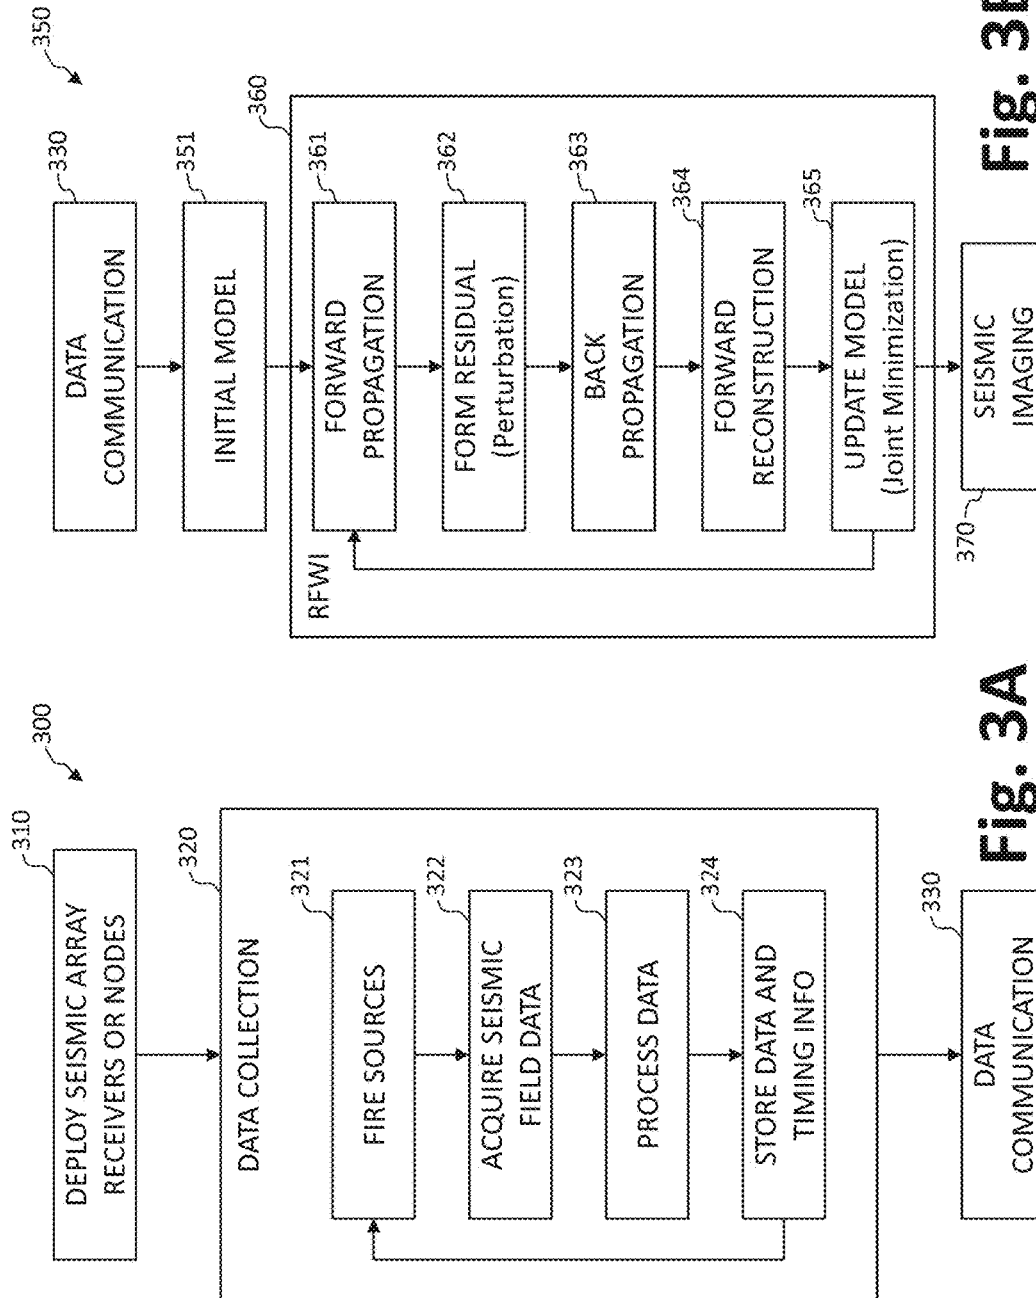 300
310
DEPLOY SEISMIC ARRAY
RECEIVERS OR NODES
320
DATA COLLECTION
321
FIRE SOURCES
322
ACQUIRE SEISMIC
FIELD DATA
323
PROCESS DATA
324
STORE DATA AND
TIMING INFO
330
DATA
COMMUNICATION
Fig. 3A
350
330
DATA
COMMUNICATION
351
INITIAL MODEL
360
RFWI
361
FORWARD
PROPAGATION
362
FORM RESIDUAL
(Perturbation)
363
BACK
PROPAGATION
364
FORWARD
RECONSTRUCTION
365
UPDATE MODEL
(Joint Minimization)
370
SEISMIC
IMAGING
Fig. 3B